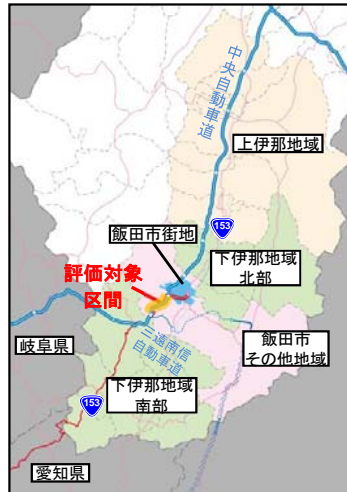 中央自動車道
上伊那地域
153
飯田市街地
下伊那地域
北部
評価対象
区間
岐阜県
三遠南信
自動車道
飯田市
その他地域
下伊那地域
南部
153
愛知県